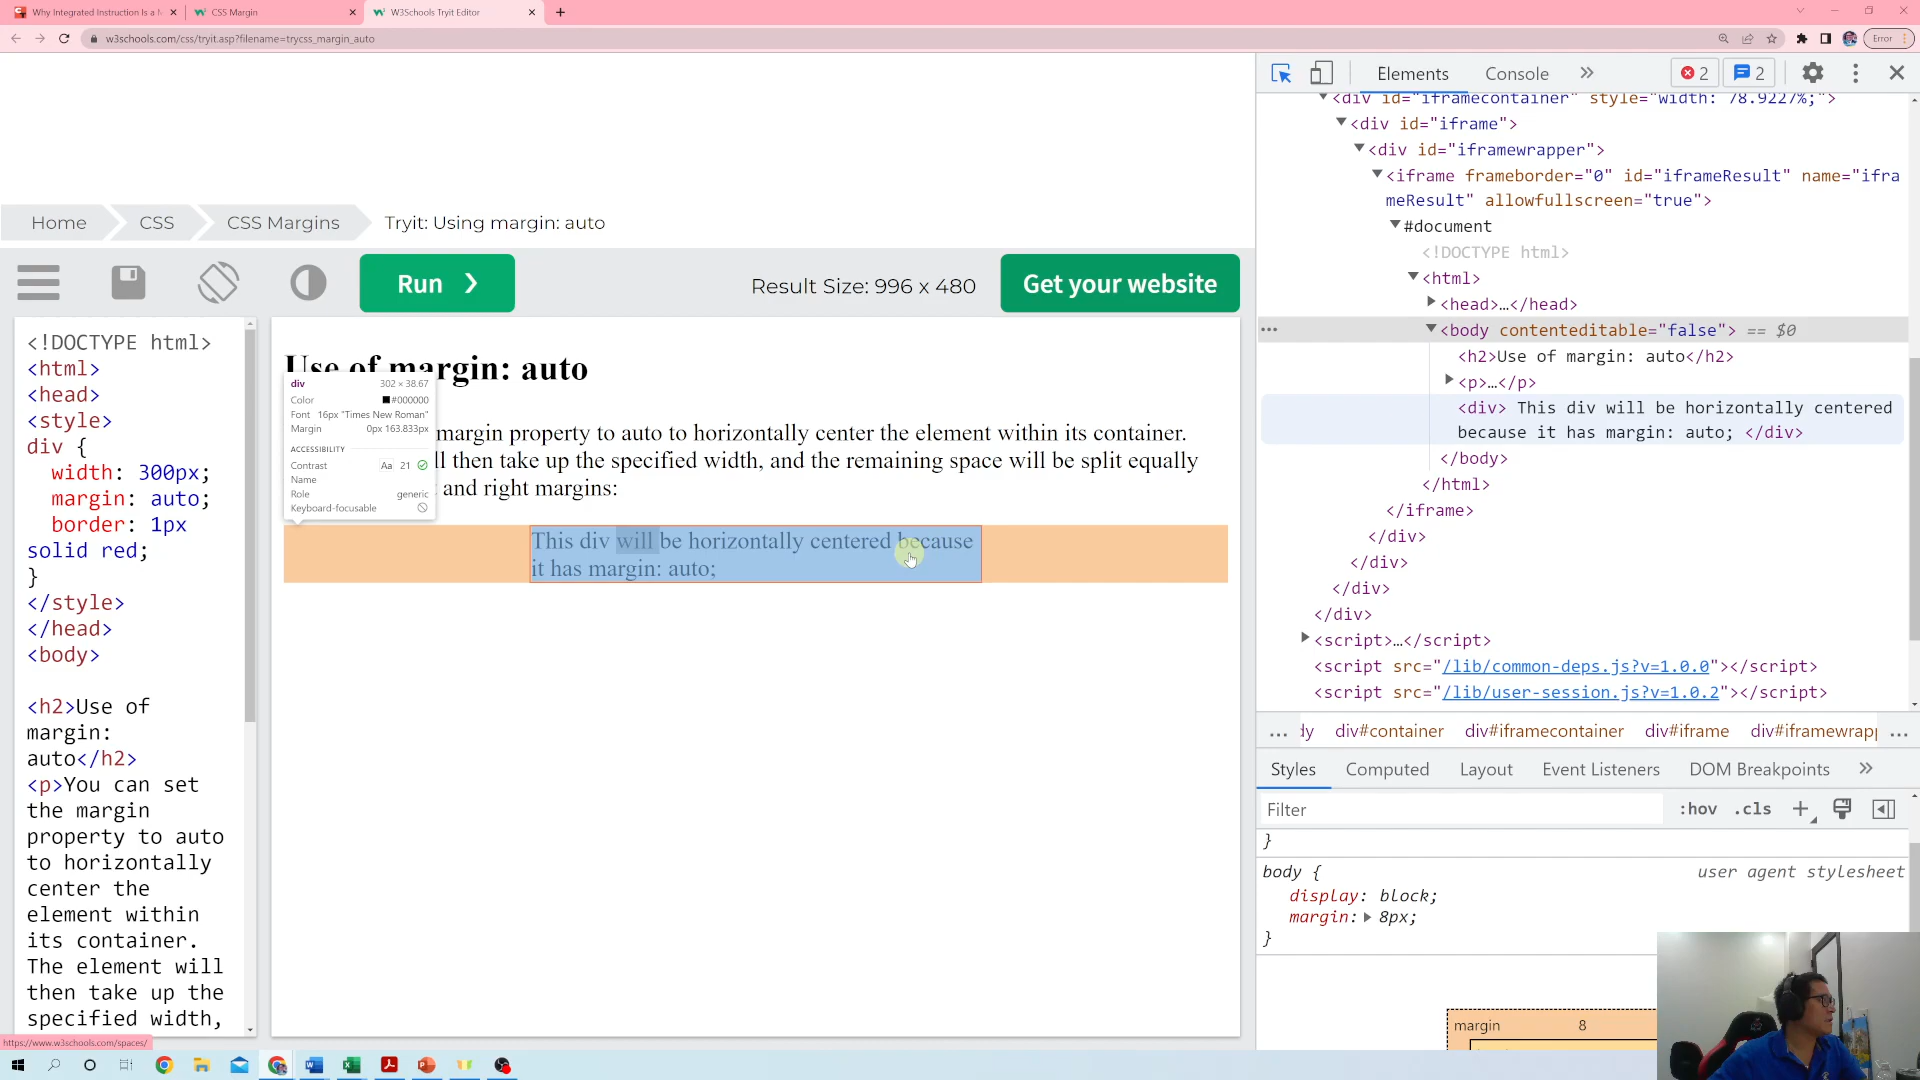 Why Integrated Instruction Is a
CSS Margin
W3Schools Tryit Editor
w3schools.com/css/tryit.asp?filename=trycss_margin_auto
Error
Home
CSS
CSS Margins
Tryit: Using margin: auto
Run ❯
Result Size: 996 x 480
Get your website
<!DOCTYPE html>
<html>
<head>
<style>
div {
width: 300px;
margin: auto;
border: 1px
solid red;
}
</style>
</head>
<body>
<h2>Use of
margin:
auto</h2>
<p>You can set
the margin
property to auto
to horizontally
center the
element within
its container.
The element will
then take up the
specified width,
Use of margin: auto
div 302 × 38.67
Color #000000
Font 16px "Times New Roman"
Margin 0px 163.833px
ACCESSIBILITY
Contrast Aa 21
Name
Role generic
Keyboard-focusable
margin property to auto to horizontally center the element within its container.
ll then take up the specified width, and the remaining space will be split equally
and right margins:
This div will be horizontally centered because
it has margin: auto;
https://www.w3schools.com/spaces/
Elements
Console
2
2
<div id="iframecontainer" style="width: 78.9227%;">
<div id="iframe">
<div id="iframewrapper">
<iframe frameborder="0" id="iframeResult" name="ifra
meResult" allowfullscreen="true">
#document
<!DOCTYPE html>
<html>
<head>…</head>
<body contenteditable="false"> == $0
<h2>Use of margin: auto</h2>
<p>…</p>
<div> This div will be horizontally centered
because it has margin: auto; </div>
</body>
</html>
</iframe>
</div>
</div>
</div>
</div>
<script>…</script>
<script src="/lib/common-deps.js?v=1.0.0"></script>
<script src="/lib/user-session.js?v=1.0.2"></script>
… dy div#container div#iframecontainer div#iframe div#iframewrap …
Styles
Computed
Layout
Event Listeners
DOM Breakpoints
Filter
:hov .cls
}
body { user agent stylesheet
display: block;
margin: 8px;
}
margin 8